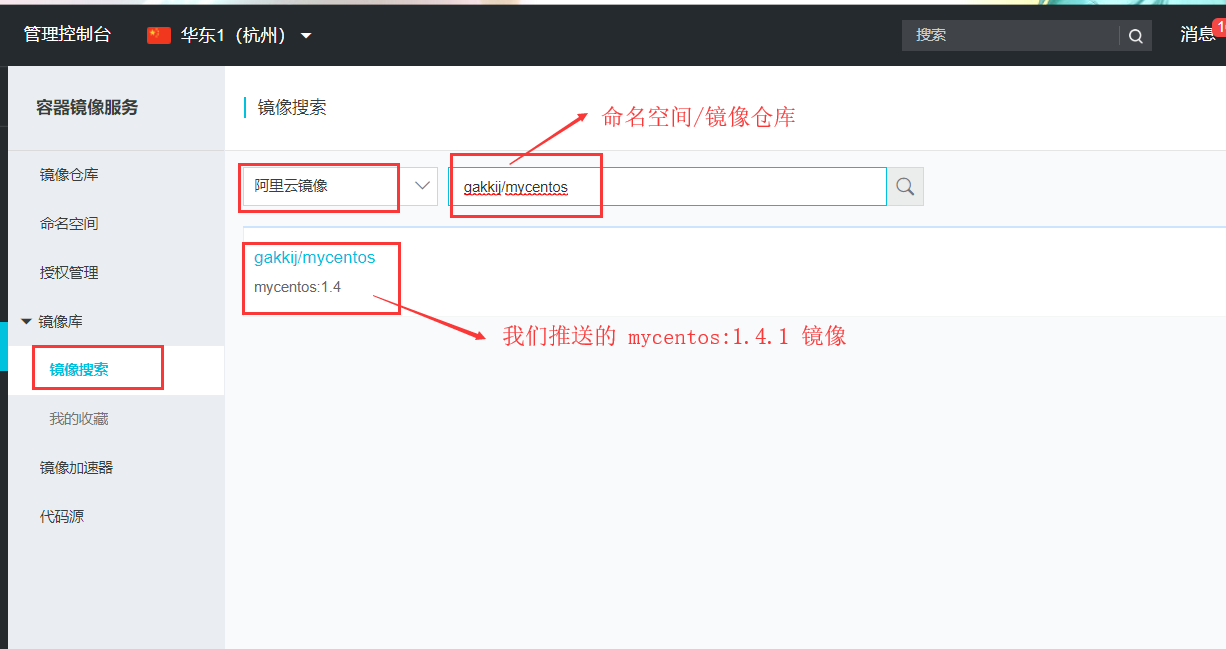 管理控制台 华东1（杭州） 搜索 消息 1
容器镜像服务
镜像搜索
命名空间/镜像仓库
镜像仓库
阿里云镜像 gakkij/mycentos
命名空间
gakkij/mycentos
授权管理
mycentos:1.4
镜像库
我们推送的 mycentos:1.4.1 镜像
镜像搜索
我的收藏
镜像加速器
代码源